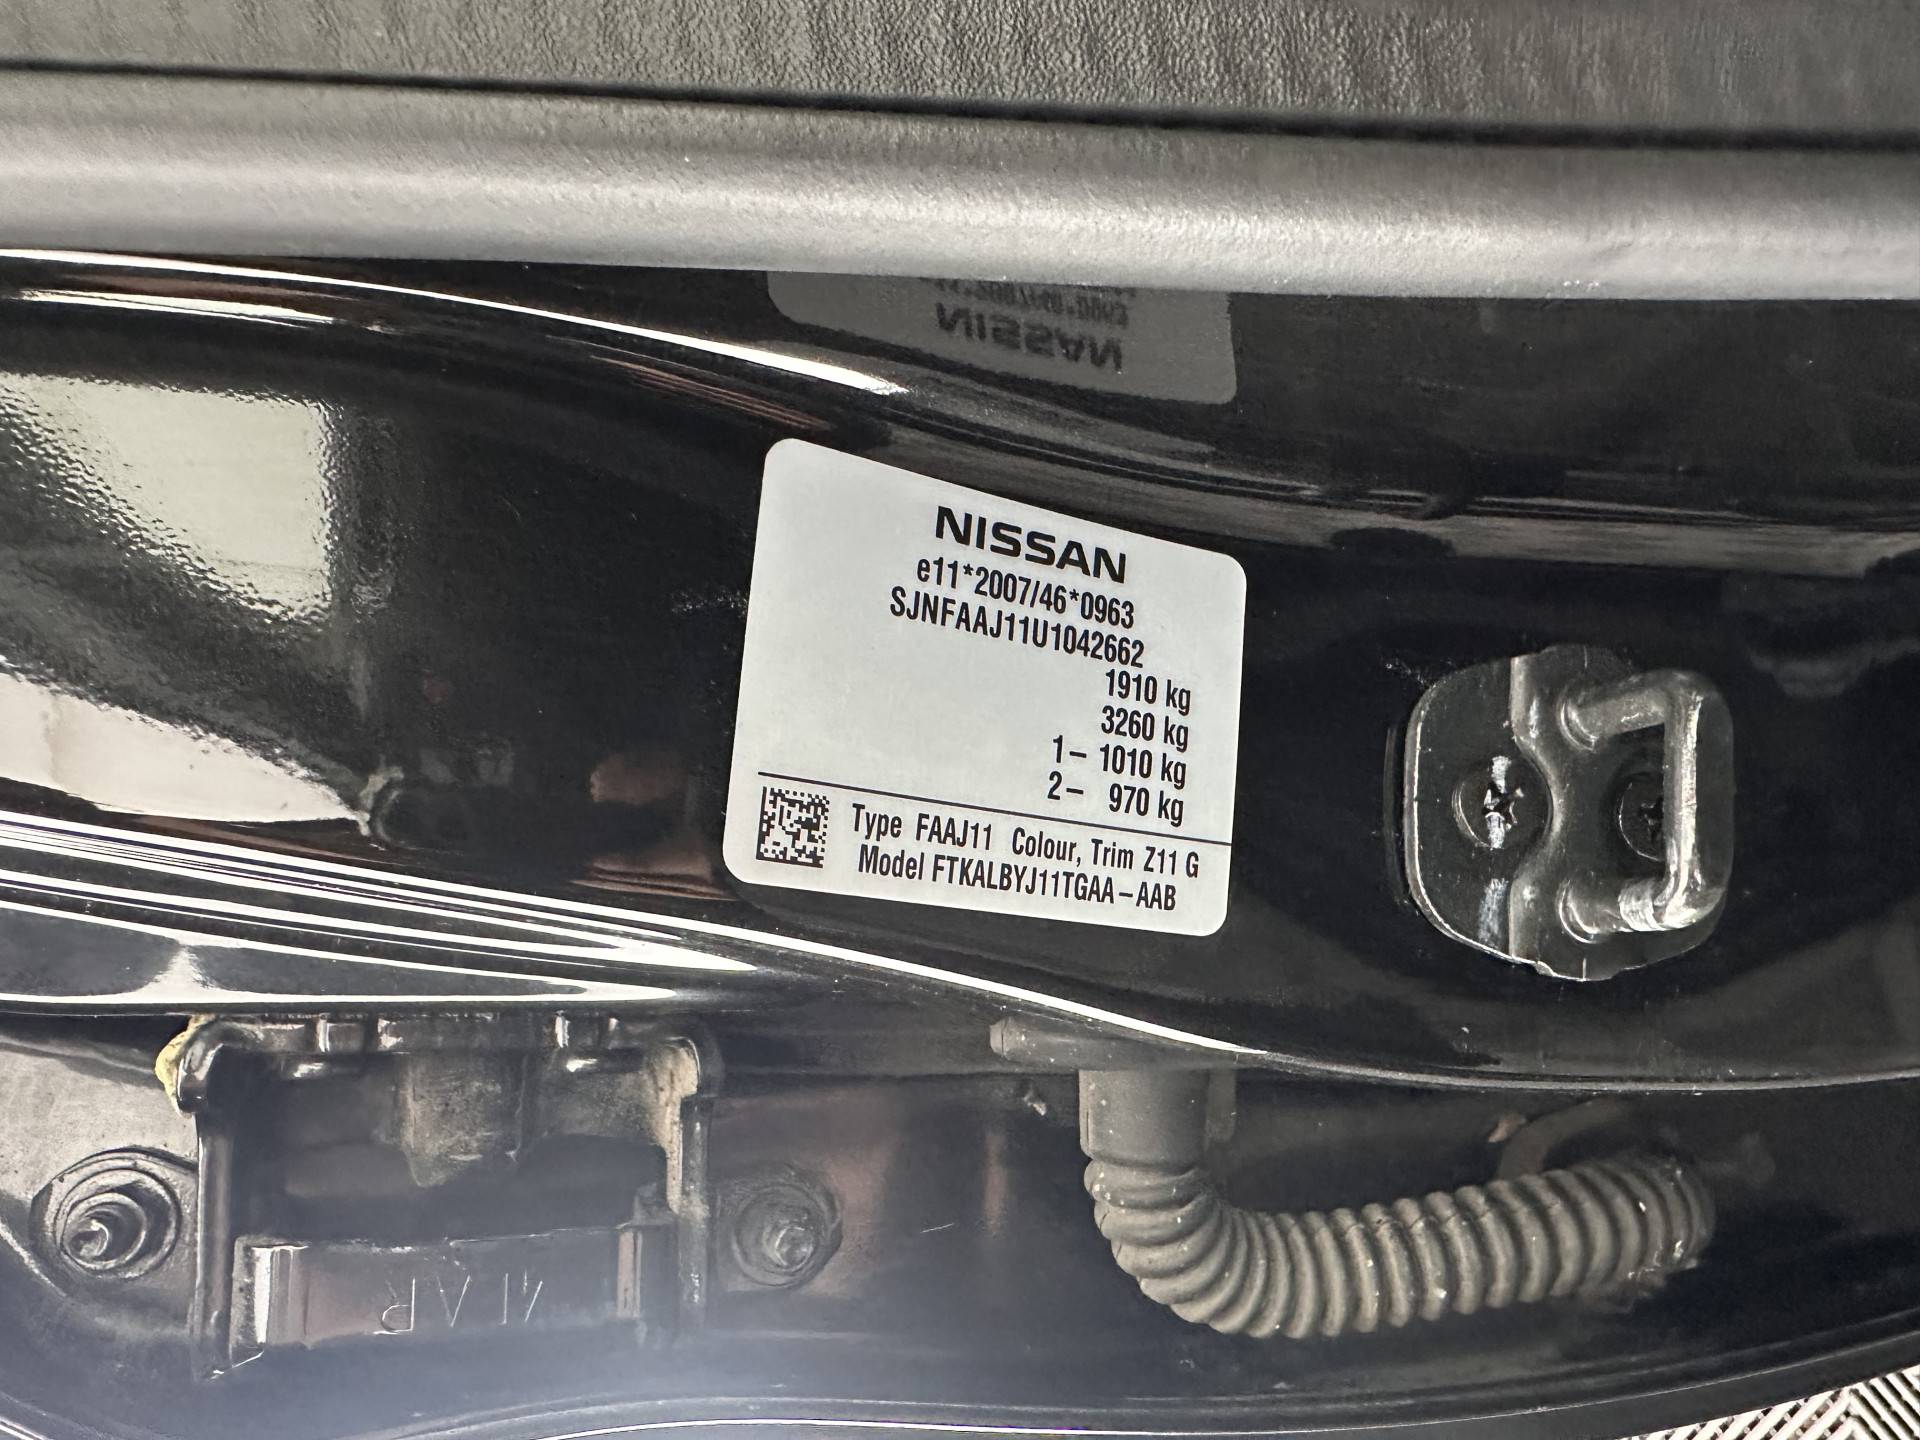 NISSAN
e11*2007/46*0963
SJNFAAJ11U1042662
1910 kg
3260 kg
1– 1010 kg
2– 970 kg
Type FAAJ11 Colour, Trim Z11 G
Model FTKALBYJ11TGAA–AAB